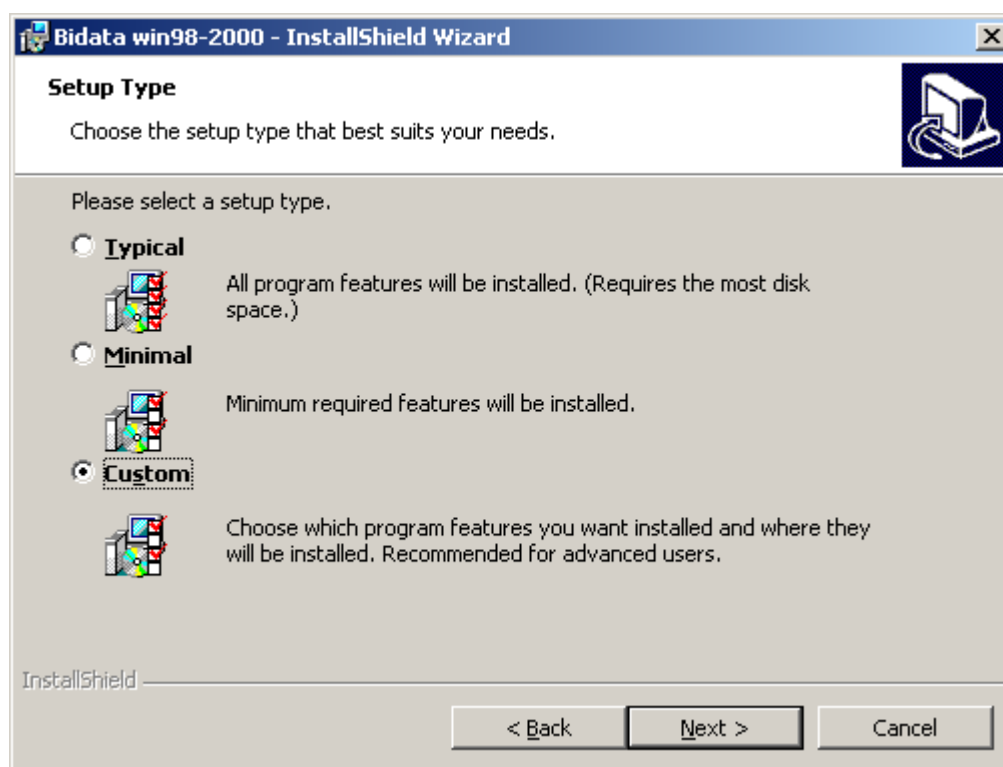 Bidata win98-2000 - InstallShield Wizard
Setup Type
Choose the setup type that best suits your needs.
Please select a setup type.
Typical
All program features will be installed. (Requires the most disk
space.)
Minimal
Minimum required features will be installed.
Custom
Choose which program features you want installed and where they
will be installed. Recommended for advanced users.
InstallShield
< Back
Next >
Cancel